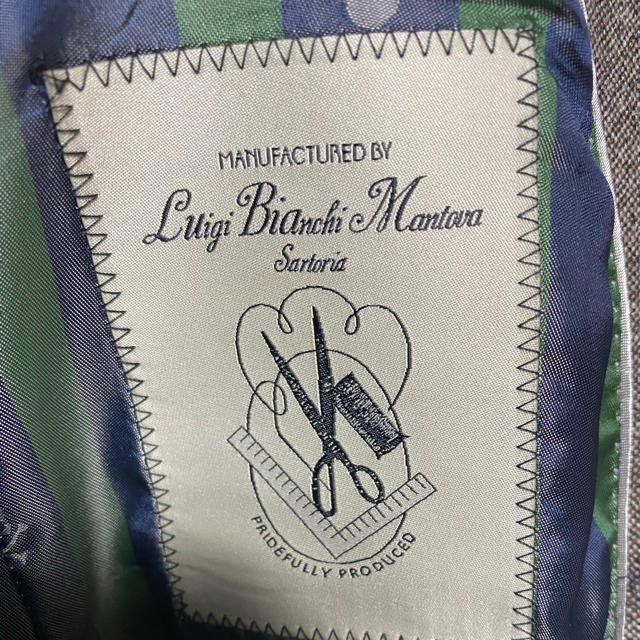 MANUFACTURED BY
Luigi Bianchi Mantova
Sartoria
PRIDEFULLY PRODUCED